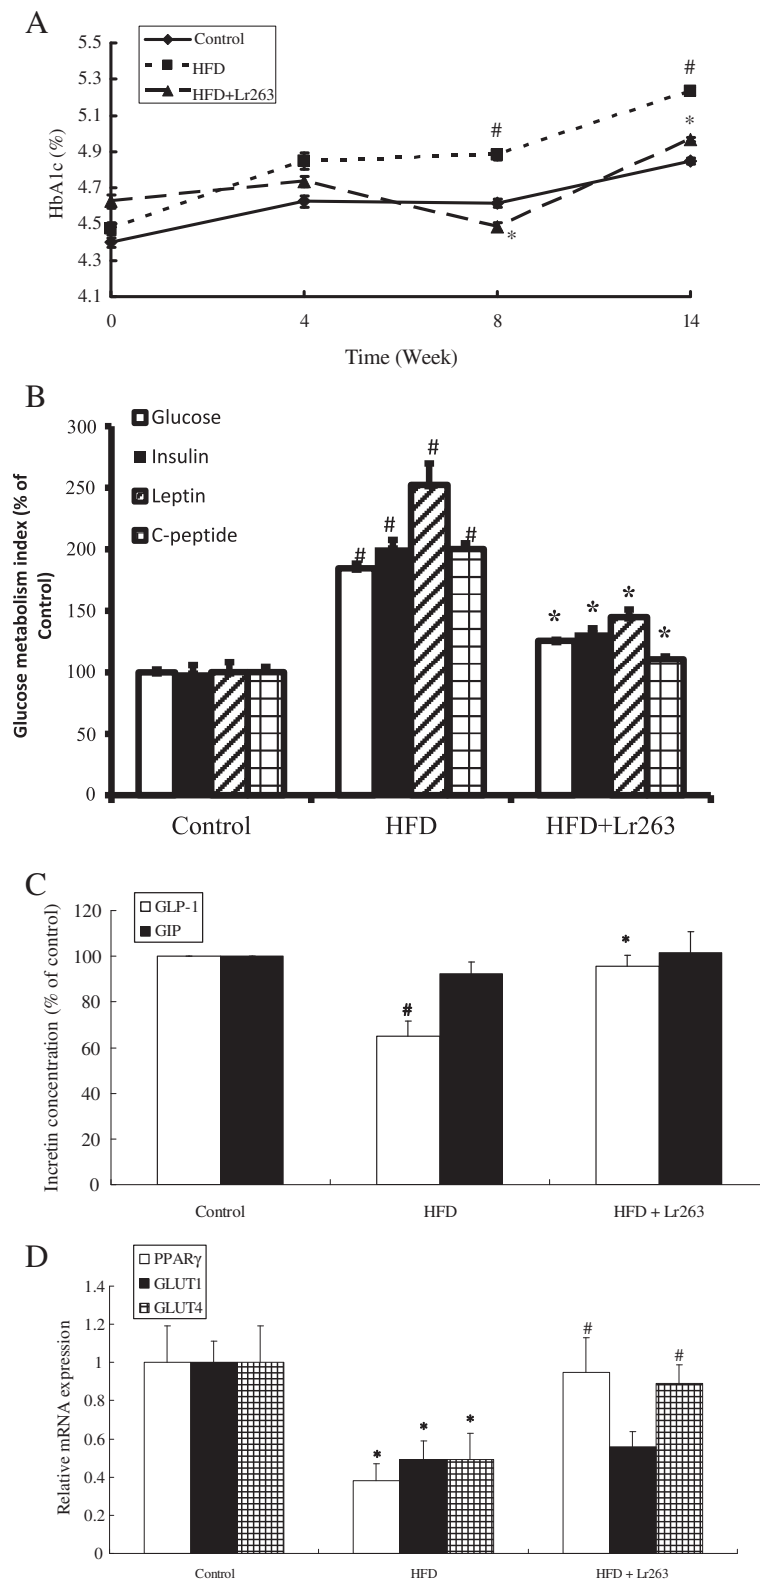 A
Control
HFD
HFD+Lr263
5.5
5.3
5.1
4.9
4.7
4.5
4.3
4.1
HbA1c (%)
#
#
*
*
0
4
8
14
Time (Week)
B
Glucose
Insulin
Leptin
C-peptide
300
250
200
150
100
50
0
Glucose metabolism index (% of
Control)
#
#
#
#
*
*
*
*
Control
HFD
HFD+Lr263
C
GLP-1
GIP
120
100
80
60
40
20
0
Incretin concentration (% of control)
#
*
Control
HFD
HFD + Lr263
D
PPARγ
GLUT1
GLUT4
1.4
1.2
1
0.8
0.6
0.4
0.2
0
Relative mRNA expression
*
*
*
#
#
Control
HFD
HFD + Lr263